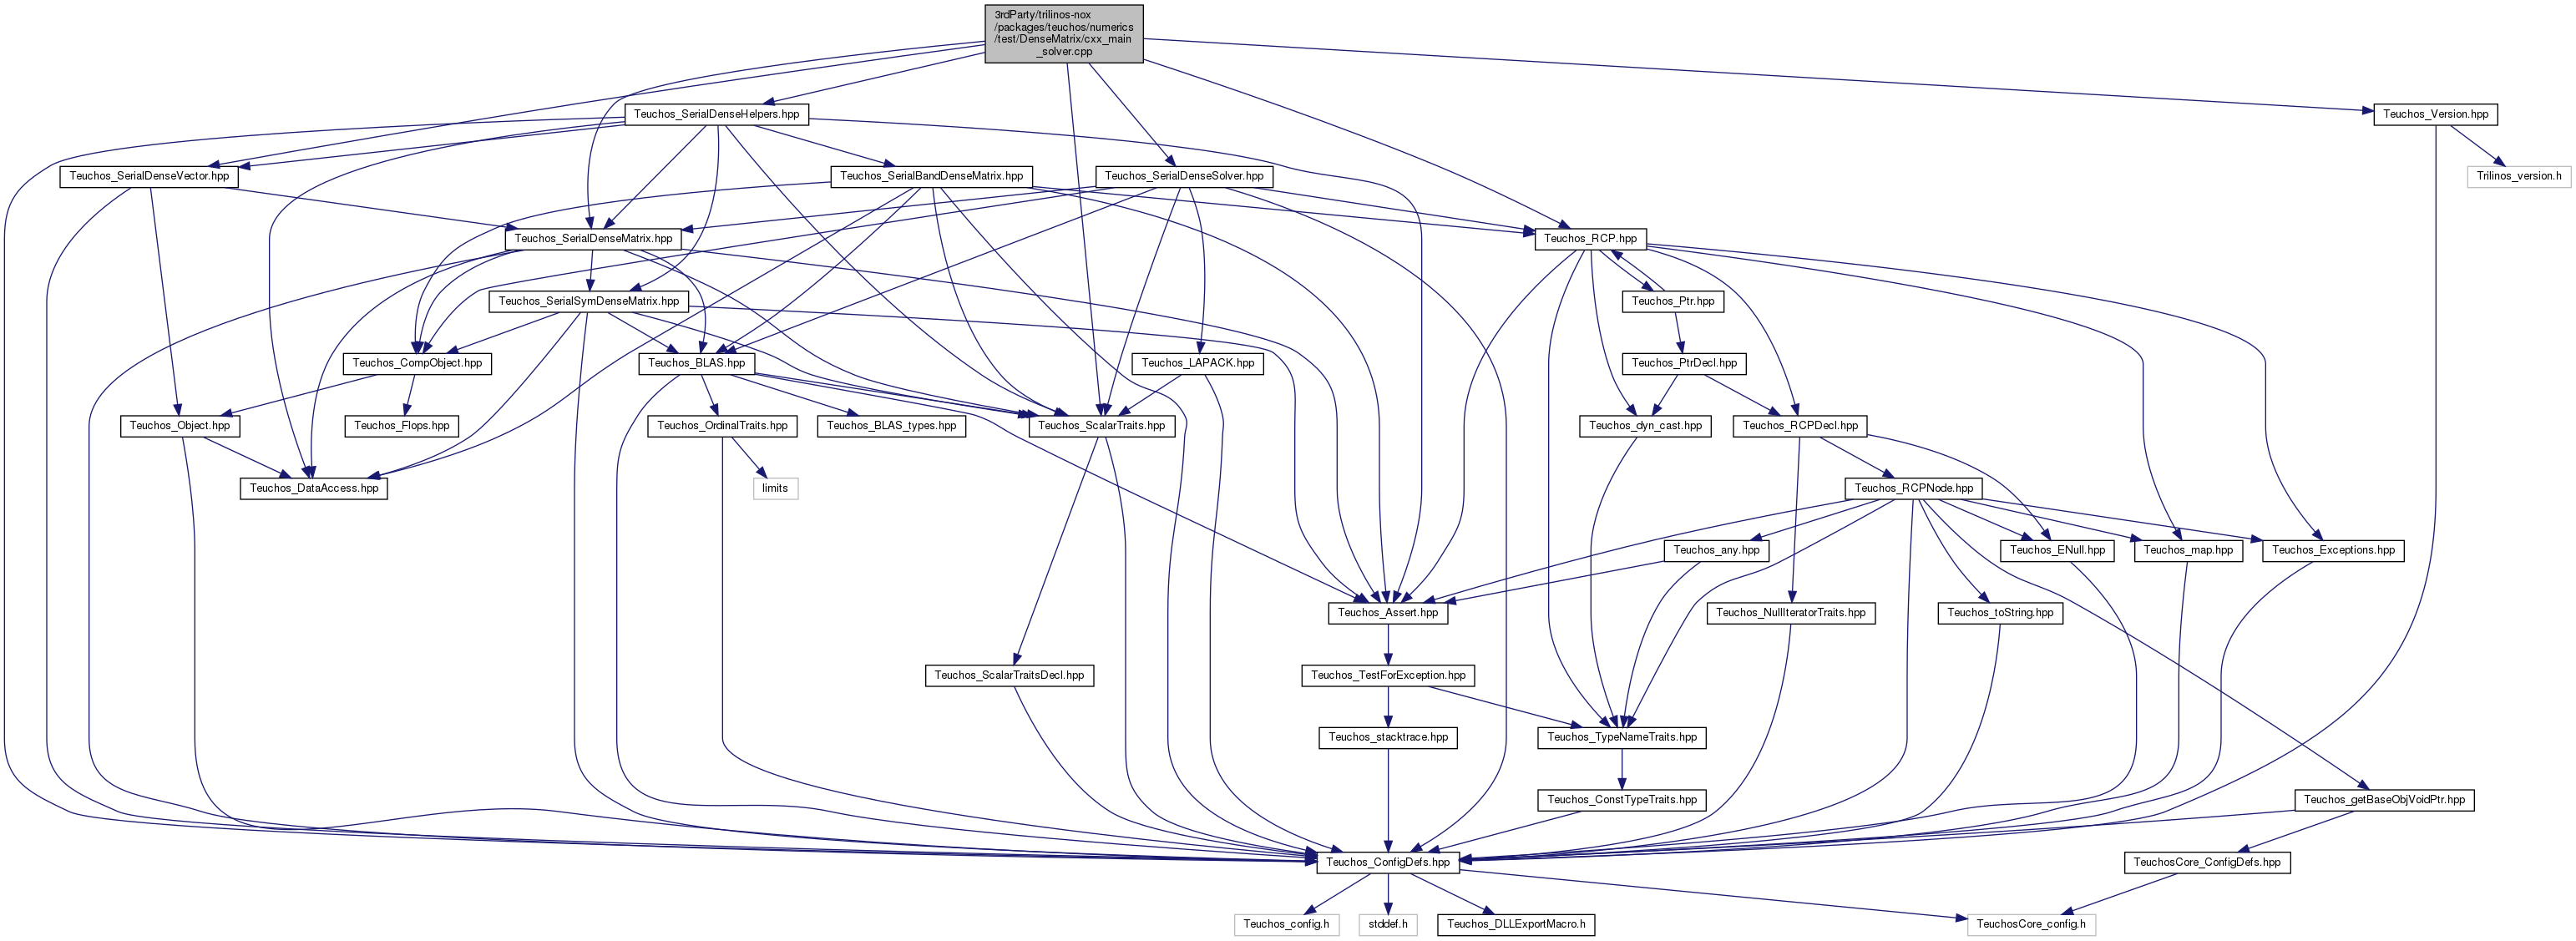 3rdParty/trilinos-nox
/packages/teuchos/numerics
/test/DenseMatrix/cxx_main
_solver.cpp
Teuchos_SerialDenseHelpers.hpp
Teuchos_Version.hpp
Teuchos_SerialDenseVector.hpp
Teuchos_SerialBandDenseMatrix.hpp
Teuchos_SerialDenseSolver.hpp
Trilinos_version.h
Teuchos_SerialDenseMatrix.hpp
Teuchos_RCP.hpp
Teuchos_SerialSymDenseMatrix.hpp
Teuchos_Ptr.hpp
Teuchos_CompObject.hpp
Teuchos_BLAS.hpp
Teuchos_LAPACK.hpp
Teuchos_PtrDecl.hpp
Teuchos_Object.hpp
Teuchos_Flops.hpp
Teuchos_OrdinalTraits.hpp
Teuchos_BLAS_types.hpp
Teuchos_ScalarTraits.hpp
Teuchos_dyn_cast.hpp
Teuchos_RCPDecl.hpp
Teuchos_DataAccess.hpp
limits
Teuchos_RCPNode.hpp
Teuchos_any.hpp
Teuchos_ENull.hpp
Teuchos_map.hpp
Teuchos_Exceptions.hpp
Teuchos_Assert.hpp
Teuchos_NullIteratorTraits.hpp
Teuchos_toString.hpp
Teuchos_ScalarTraitsDecl.hpp
Teuchos_TestForException.hpp
Teuchos_stacktrace.hpp
Teuchos_TypeNameTraits.hpp
Teuchos_ConstTypeTraits.hpp
Teuchos_getBaseObjVoidPtr.hpp
Teuchos_ConfigDefs.hpp
TeuchosCore_ConfigDefs.hpp
Teuchos_config.h
stddef.h
Teuchos_DLLExportMacro.h
TeuchosCore_config.h